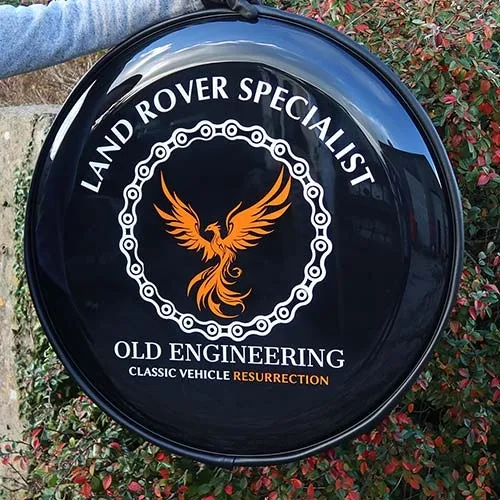 LAND ROVER SPECIALIST
OLD ENGINEERING
CLASSIC VEHICLE RESURRECTION